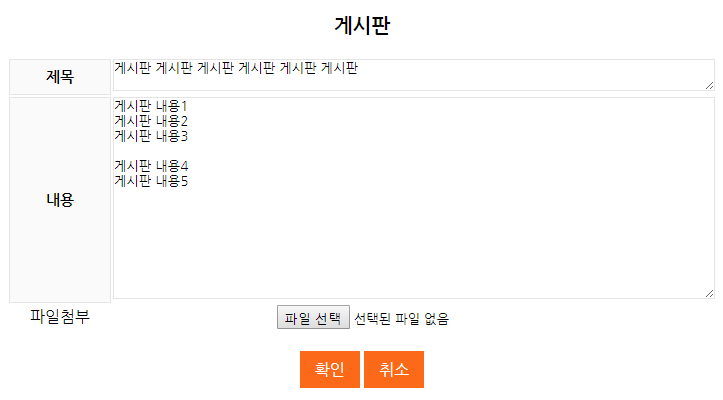 게시판
제목
게시판 게시판 게시판 게시판 게시판 게시판
내용
게시판 내용1
게시판 내용2
게시판 내용3
게시판 내용4
게시판 내용5
파일첨부
파일 선택 선택된 파일 없음
확인 취소